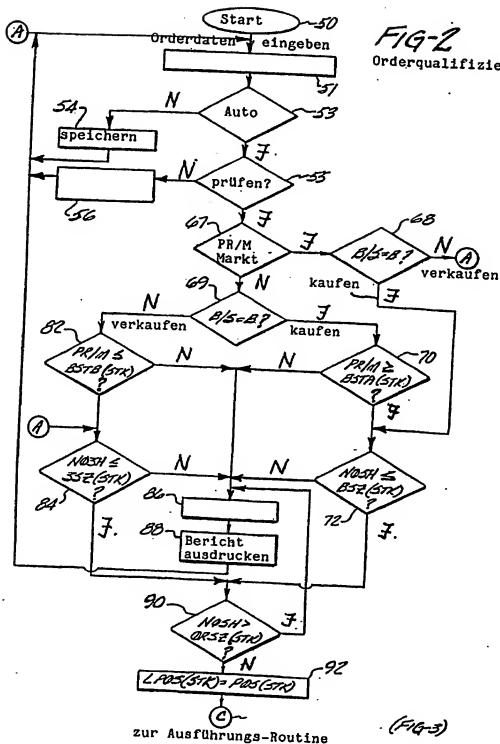 Start
50
A
Orderdaten eingeben
FIG-2
Orderqualifizie
51
N
Auto
53
54
speichern
J
N
prüfen?
55
56
J
67
PR/M
Markt
J
68
B/S=B?
N
A
verkaufen
kaufen
J
N
69
B/S=B?
N
verkaufen
J
kaufen
82
PR/M ≤
BSTB(STK)
?
N
N
PR/M ≥
BSTA(STK)
?
70
J
A
NOSH ≤
SSZ(STK)
?
84
N
N
NOSH ≤
BSZ(STK)
?
72
86
J.
J.
88
Bericht
ausdrucken
90
NOSH >
ORSZ(STK)
?
J
N
92
LPOS(STK)=POS(STK)
C
zur Ausführungs-Routine
(FIG-3)